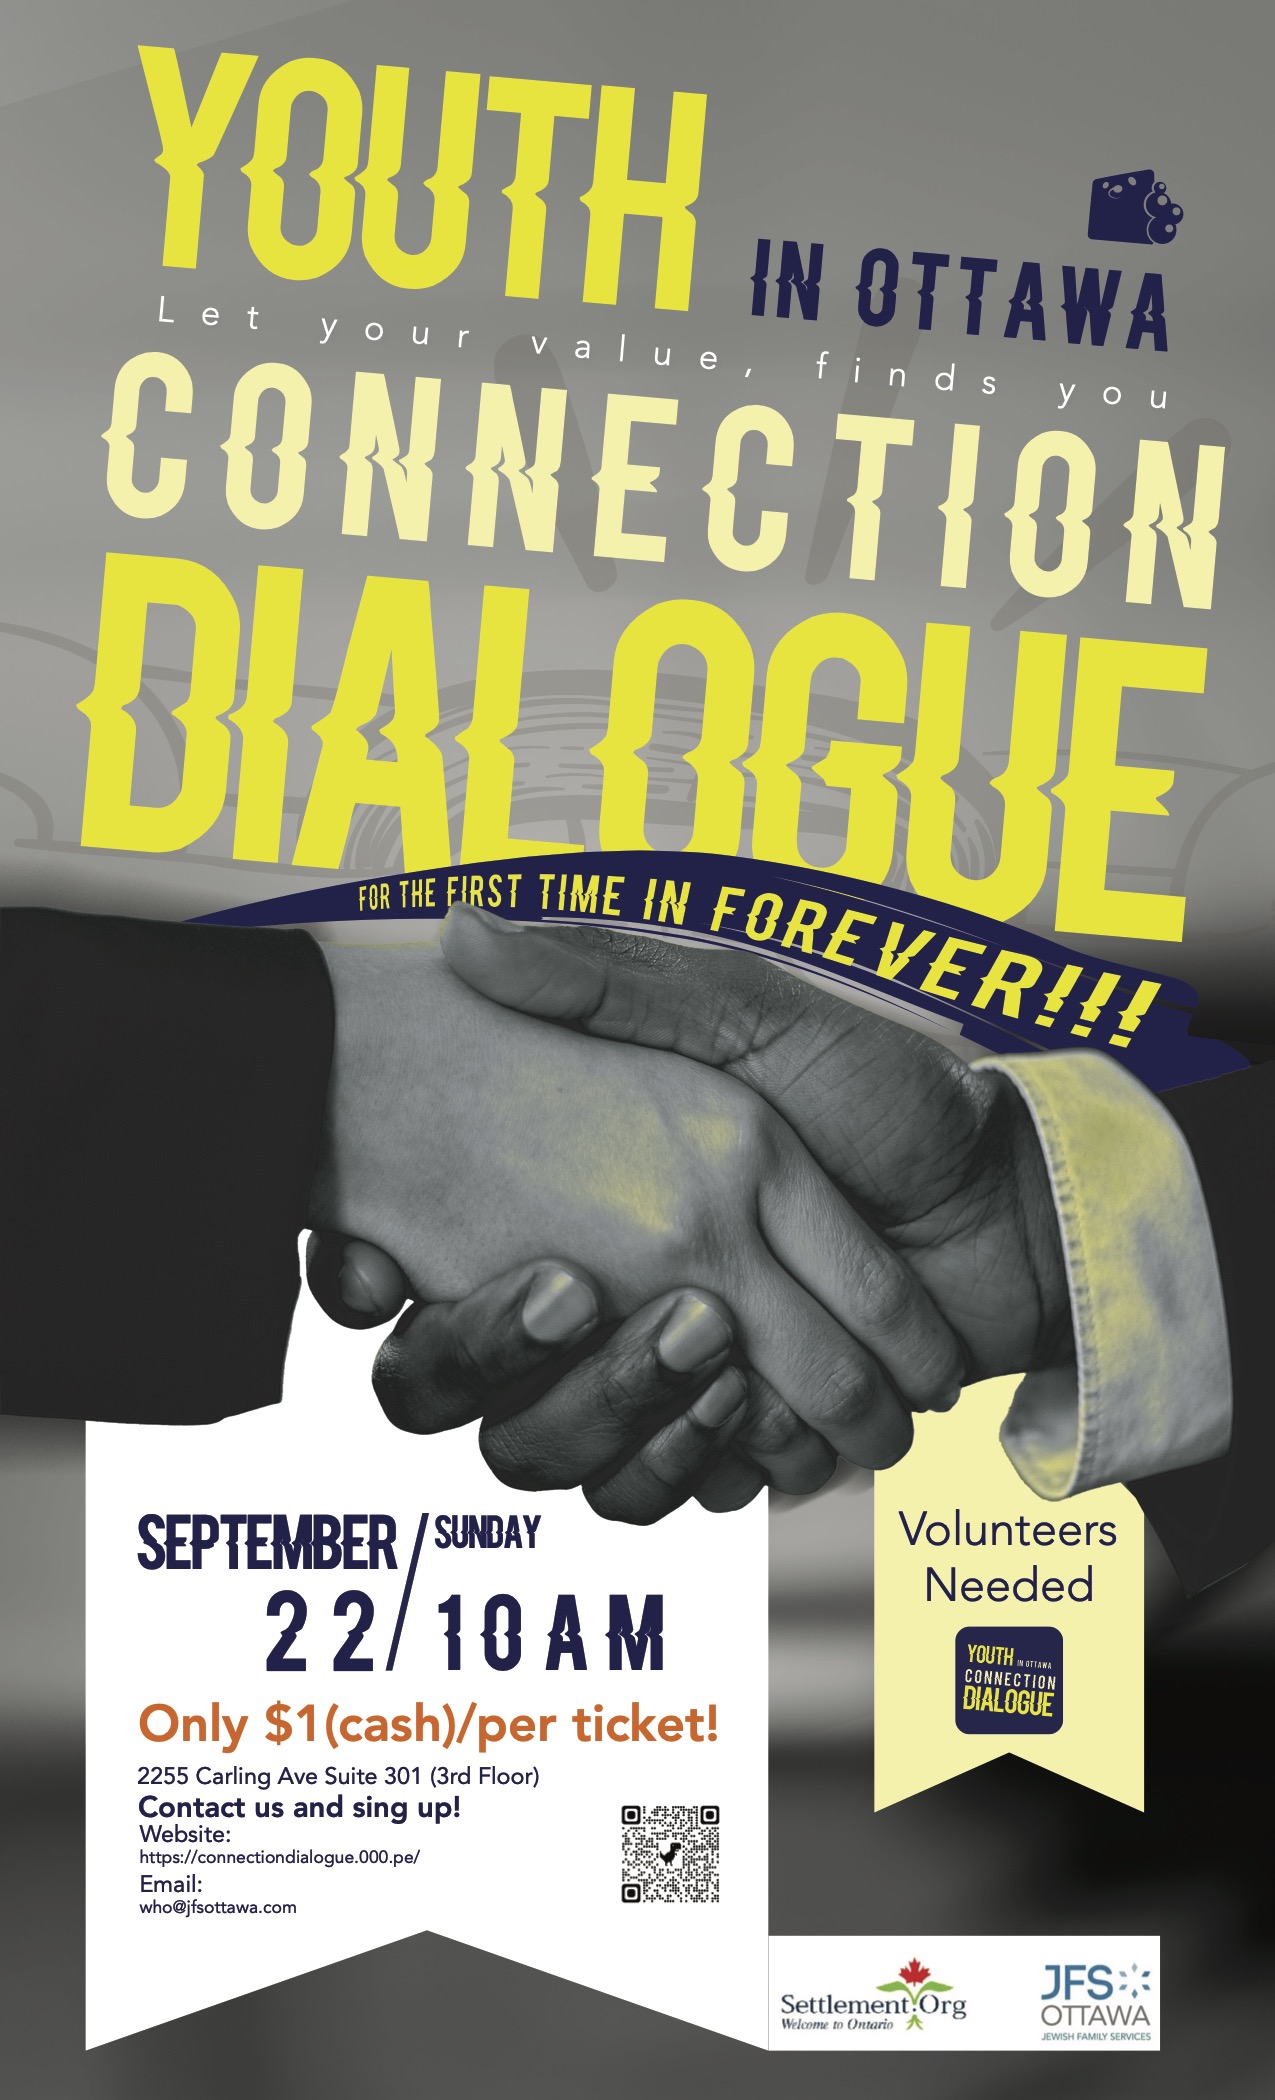 YOUTH
IN OTTAWA
Let your value, finds you
CONNECTION
DIALOGUE
FOR THE FIRST TIME IN FOREVER!!!
SEPTEMBER / SUNDAY
22 / 10AM
Only $1(cash)/per ticket!
2255 Carling Ave Suite 301 (3rd Floor)
Contact us and sing up!
Website:
https://connectiondialogue.000.pe/
Email:
who@jfsottawa.com
Volunteers
Needed
YOUTH IN OTTAWA
CONNECTION
DIALOGUE
Settlement.Org
Welcome to Ontario
JFS
OTTAWA
JEWISH FAMILY SERVICES